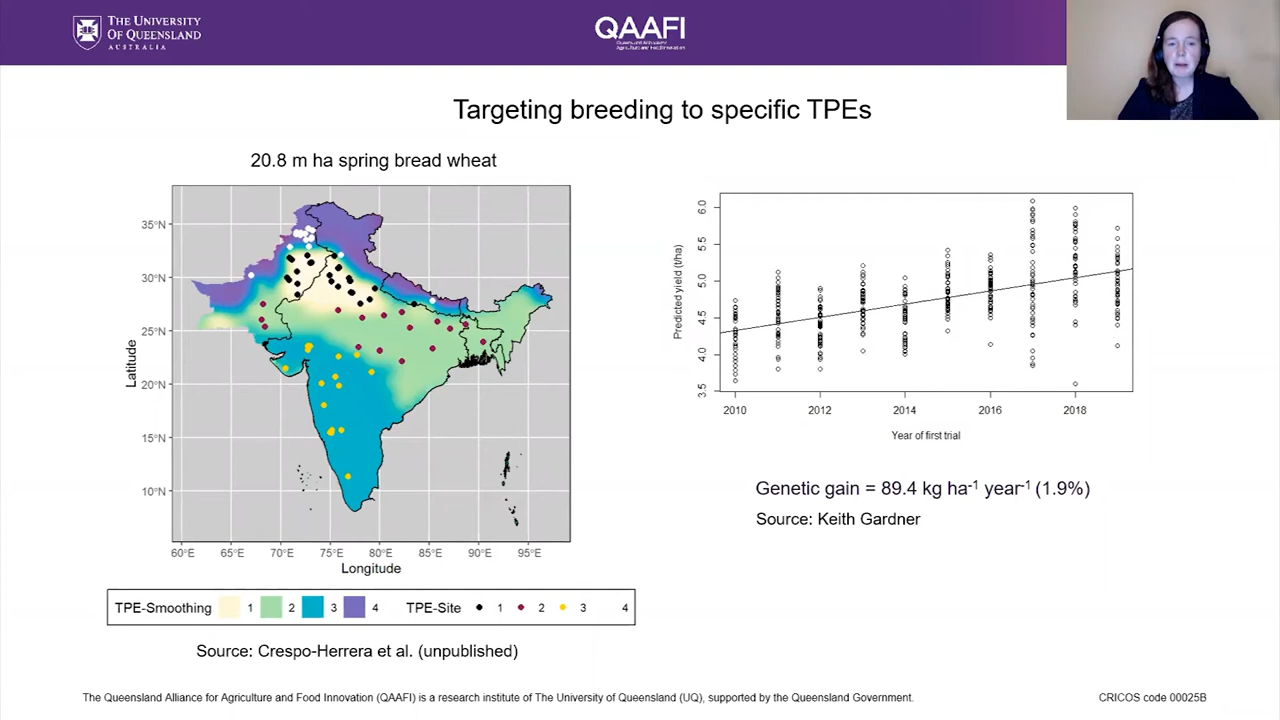 THE UNIVERSITY
OF QUEENSLAND
AUSTRALIA
QAAFI
Queensland Alliance for
Agriculture and Food Innovation
Targeting breeding to specific TPEs
20.8 m ha spring bread wheat
35°N
30°N
25°N
20°N
15°N
10°N
Latitude
60°E 65°E 70°E 75°E 80°E 85°E 90°E 95°E
Longitude
TPE-Smoothing 1 2 3 4 TPE-Site 1 2 3 4
Source: Crespo-Herrera et al. (unpublished)
6.0
5.5
5.0
4.5
4.0
3.5
Predicted yield (t/ha)
2010 2012 2014 2016 2018
Year of first trial
Genetic gain = 89.4 kg ha-1 year-1 (1.9%)
Source: Keith Gardner
The Queensland Alliance for Agriculture and Food Innovation (QAAFI) is a research institute of The University of Queensland (UQ), supported by the Queensland Government.
CRICOS code 00025B